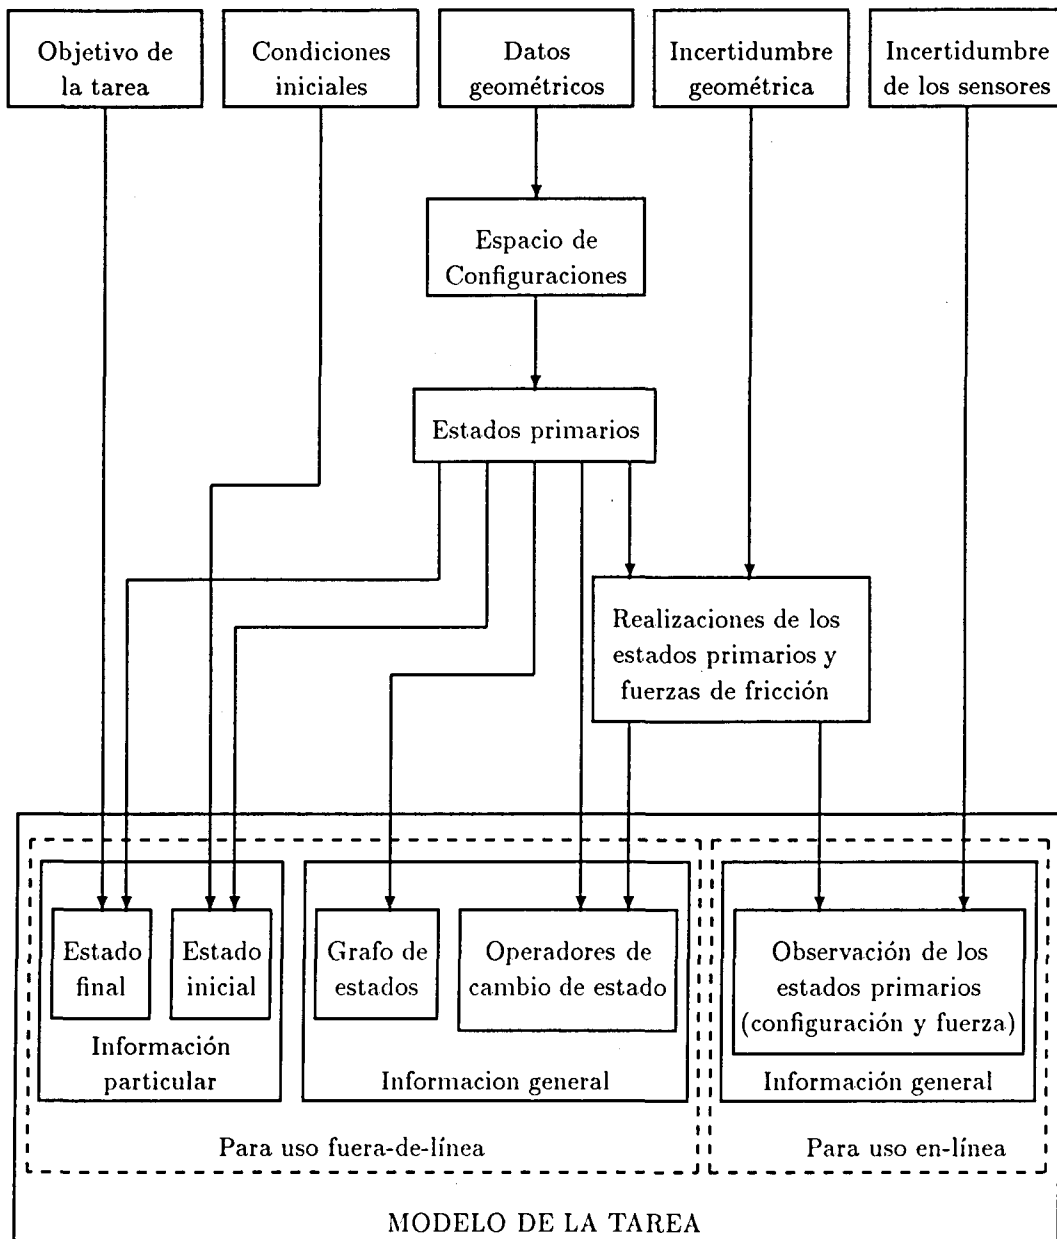 Objetivo de
la tarea
Condiciones
iniciales
Datos
geométricos
Incertidumbre
geométrica
Incertidumbre
de los sensores
Espacio de
Configuraciones
Estados primarios
Realizaciones de los
estados primarios y
fuerzas de fricción
Estado
final
Estado
inicial
Información
particular
Grafo de
estados
Operadores de
cambio de estado
Informacion general
Observación de los
estados primarios
(configuración y fuerza)
Información general
Para uso fuera-de-línea
Para uso en-línea
MODELO DE LA TAREA